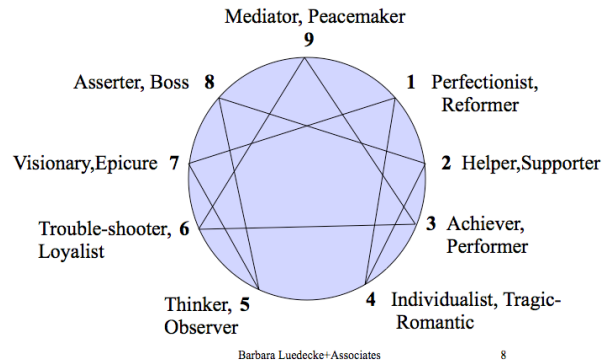 Mediator, Peacemaker
9
Asserter, Boss 8
1 Perfectionist,
Reformer
Visionary,Epicure 7
2 Helper,Supporter
Trouble-shooter, 6
Loyalist
3 Achiever,
Performer
Thinker, 5
Observer
4 Individualist, Tragic-
Romantic
Barbara Luedecke+Associates 8